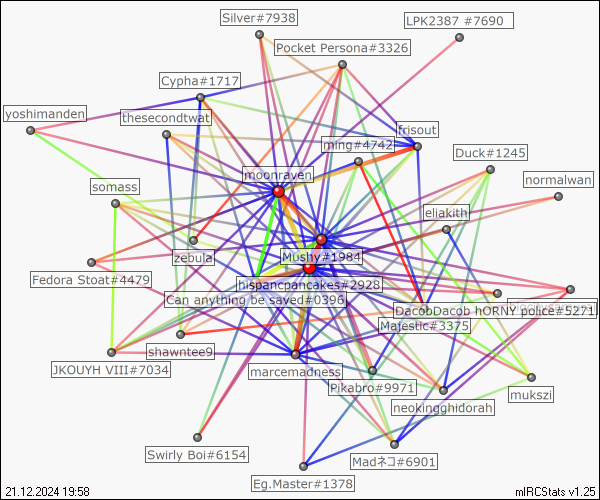 Silver#7938
LPK2387 #7690
Pocket Persona#3326
Cypha#1717
yoshimanden
thesecondtwat
frisout
ming#4742
Duck#1245
moonraven
normalwan
somass
eliakith
Mushy#1984
zebula
Fedora Stoat#4479
hispancpancakes#2928
Can anything be saved#0396
DacobDacob hORNY police#5271
Majestic#3375
shawntee9
JKOUYH VIII#7034
marcemadness
Pikabro#9971
mukszi
neokingghidorah
Swirly Boi#6154
Madネコ#6901
Eg.Master#1378
21.12.2024 19:58
mIRCStats v1.25